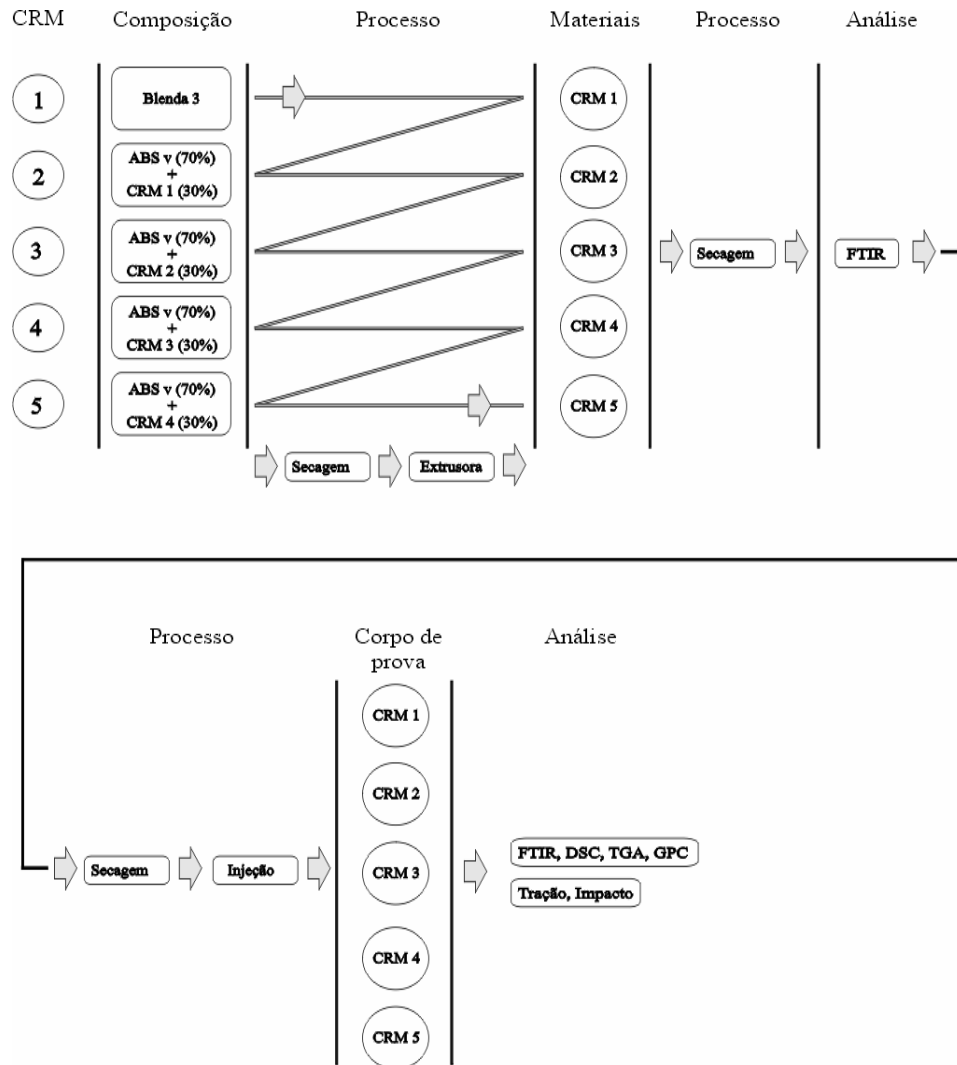 CRM Composição Processo Materiais Processo Análise
1
Blenda 3
CRM 1
2
ABS v (70%)
+
CRM 1 (30%)
CRM 2
3
ABS v (70%)
+
CRM 2 (30%)
CRM 3
Secagem
FTIR
4
ABS v (70%)
+
CRM 3 (30%)
CRM 4
5
ABS v (70%)
+
CRM 4 (30%)
CRM 5
Secagem
Extrusora
Processo
Corpo de
prova
Análise
CRM 1
CRM 2
Secagem
Injeção
CRM 3
FTIR, DSC, TGA, GPC
Tração, Impacto
CRM 4
CRM 5